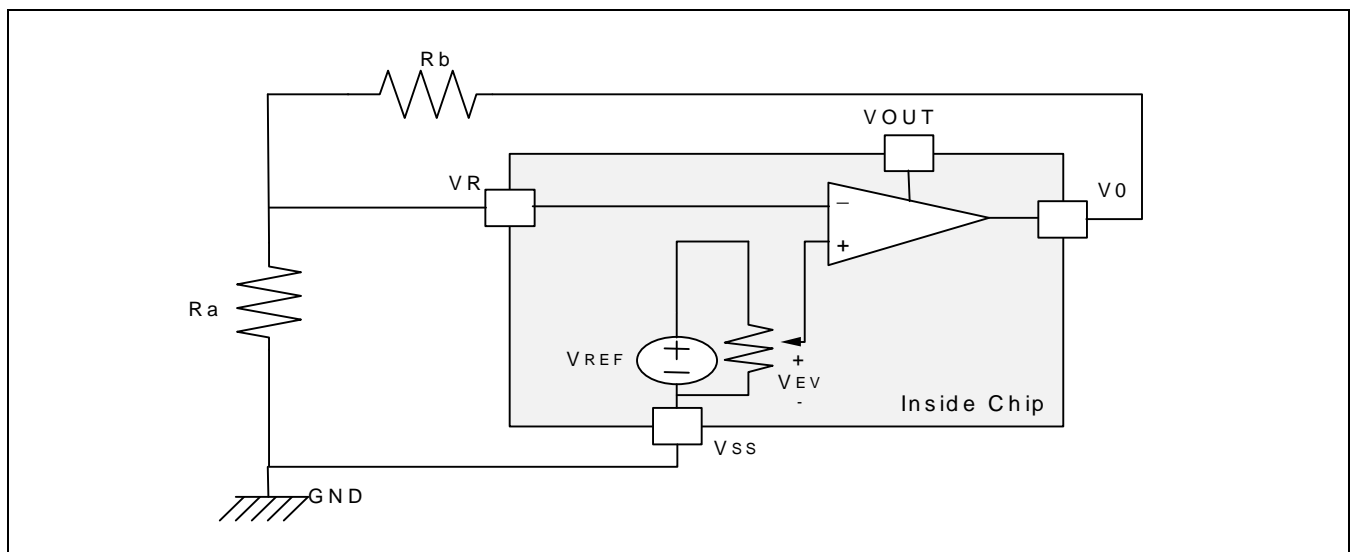 Rb
VOUT
VR
V0
−
+
Ra
VREF
+
−
+
VEV
-
Inside Chip
VSS
GND